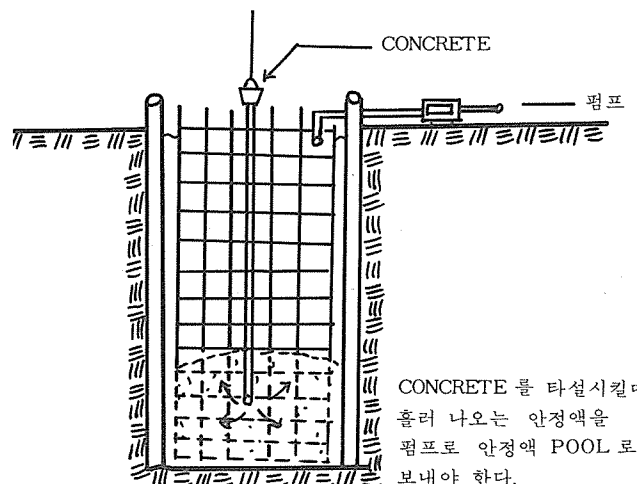 CONCRETE
펌프
CONCRETE 를 타설시킬때
흘러 나오는 안정액을
펌프로 안정액 POOL 로
보내야 한다.